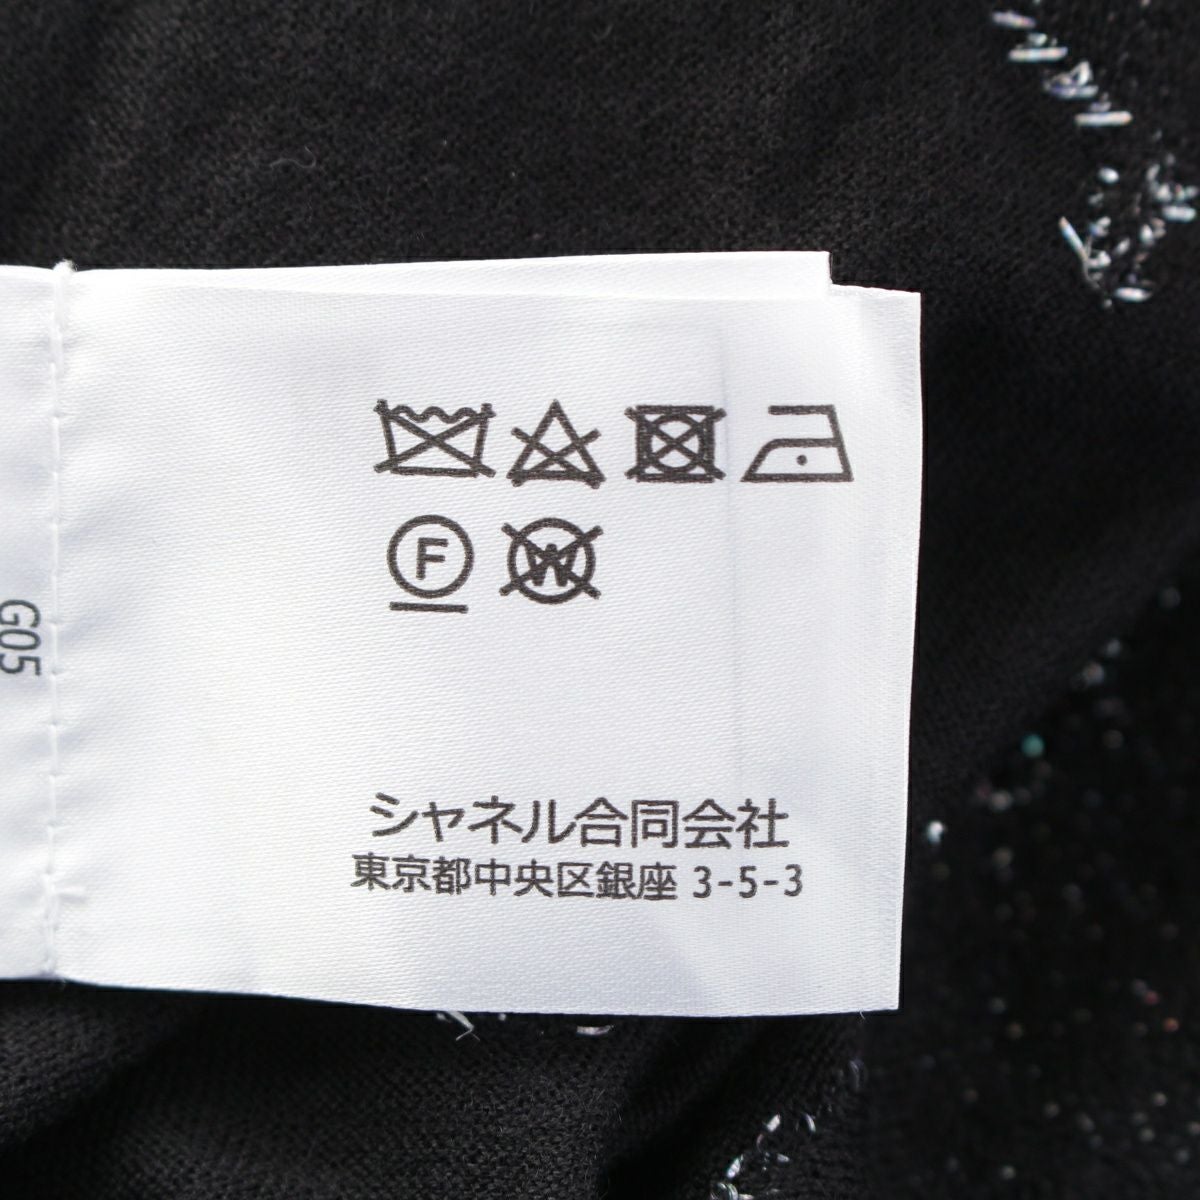 F W
シャネル合同会社
東京都中央区銀座 3-5-3
G05